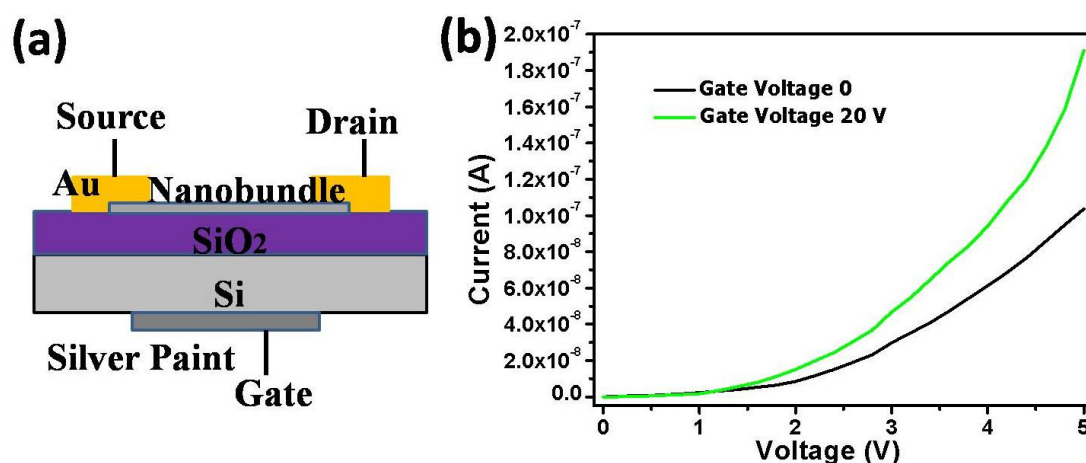 (a)
Source
Drain
Au
Nanobundle
SiO2
Si
Silver Paint
Gate
(b)
2.0x10-7
1.8x10-7
1.6x10-7
1.4x10-7
1.2x10-7
1.0x10-7
8.0x10-8
6.0x10-8
4.0x10-8
2.0x10-8
0.0
Current (A)
Gate Voltage 0
Gate Voltage 20 V
0 1 2 3 4 5
Voltage (V)